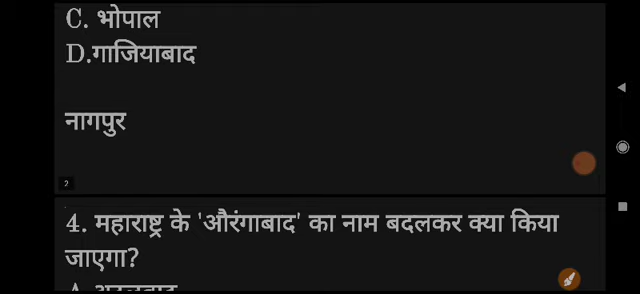 C. भोपाल
D.गाजियाबाद
नागपुर
2
4. महाराष्ट्र के 'औरंगाबाद' का नाम बदलकर क्या किया
जाएगा?